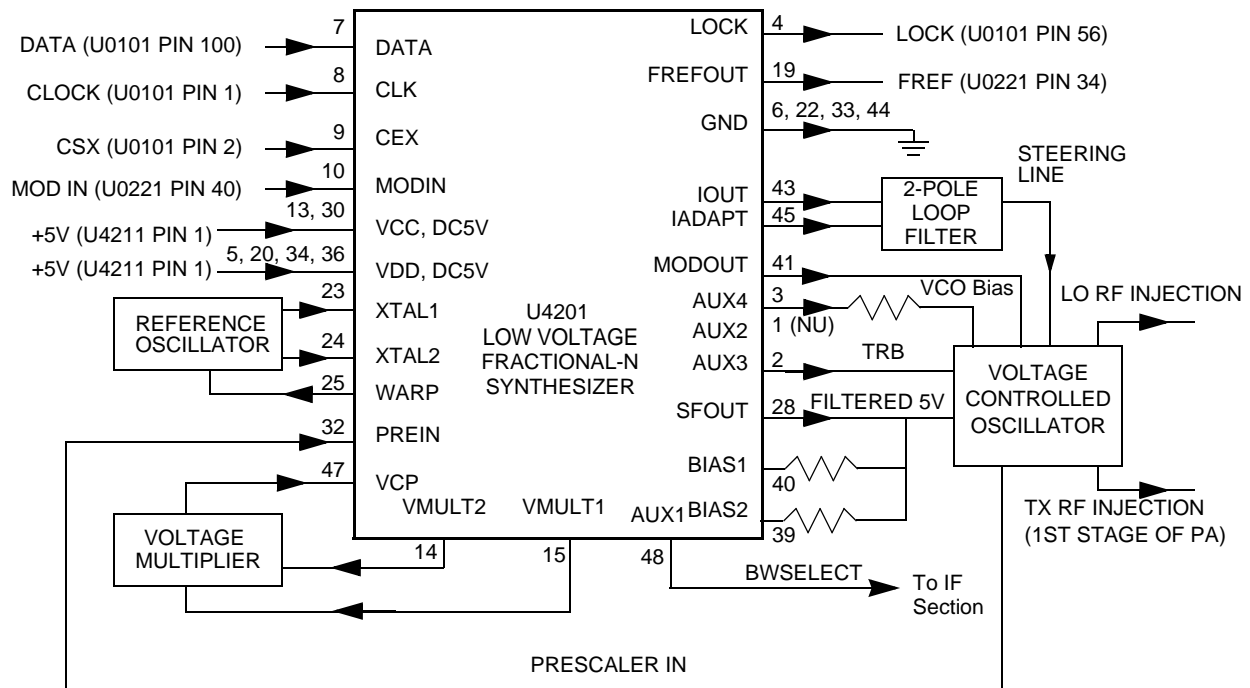 7
DATA (U0101 PIN 100)
DATA
8
CLOCK (U0101 PIN 1)
CLK
9
CSX (U0101 PIN 2)
CEX
10
MOD IN (U0221 PIN 40)
MODIN
13, 30
+5V (U4211 PIN 1)
VCC, DC5V
5, 20, 34, 36
+5V (U4211 PIN 1)
VDD, DC5V
23
XTAL1
REFERENCE
OSCILLATOR
24
XTAL2
25
WARP
32
PREIN
47
VCP
VOLTAGE
MULTIPLIER
VMULT2
14
VMULT1
15
U4201
LOW VOLTAGE
FRACTIONAL-N
SYNTHESIZER
LOCK
4
LOCK (U0101 PIN 56)
FREFOUT
19
FREF (U0221 PIN 34)
GND
6, 22, 33, 44
IOUT
43
IADAPT
45
2-POLE
LOOP
FILTER
STEERING
LINE
MODOUT
41
AUX4
3
VCO Bias
AUX2
1 (NU)
AUX3
2
TRB
SFOUT
28
FILTERED 5V
BIAS1
40
BIAS2
39
AUX1
48
BWSELECT
To IF
Section
VOLTAGE
CONTROLLED
OSCILLATOR
LO RF INJECTION
TX RF INJECTION
(1ST STAGE OF PA)
PRESCALER IN